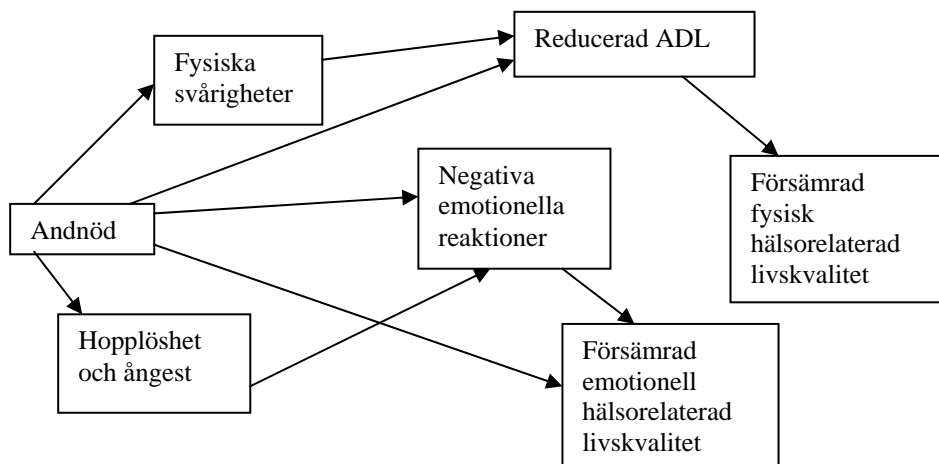 Reducerad ADL
Fysiska
svårigheter
Negativa
emotionella
reaktioner
Försämrad
fysisk
hälsorelaterad
livskvalitet
Andnöd
Hopplöshet
och ångest
Försämrad
emotionell
hälsorelaterad
livskvalitet